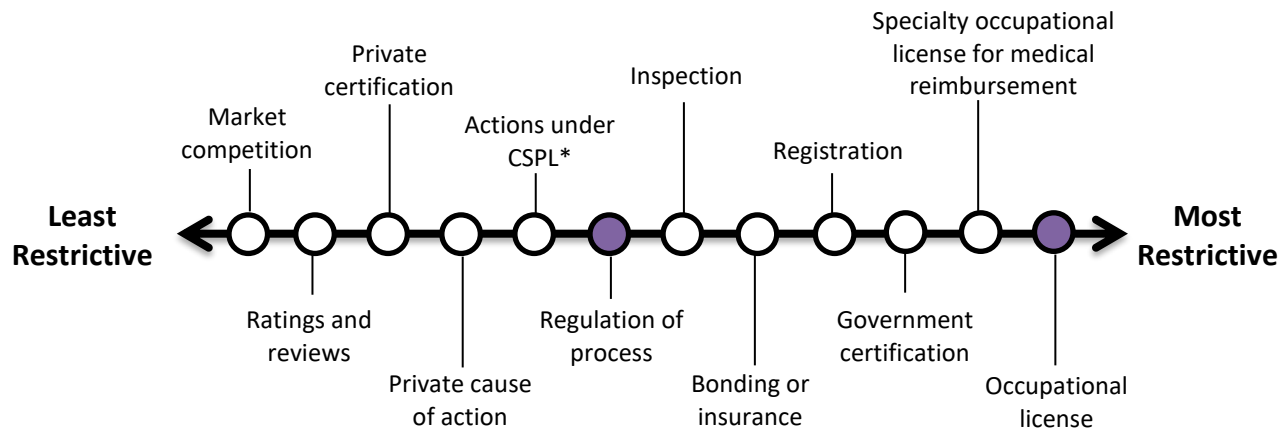 Specialty occupational
license for medical
reimbursement
Private
certification
Inspection
Market
competition
Actions under
CSPL*
Registration
Least
Restrictive
Most
Restrictive
Ratings and
reviews
Regulation of
process
Government
certification
Private cause
of action
Bonding or
insurance
Occupational
license